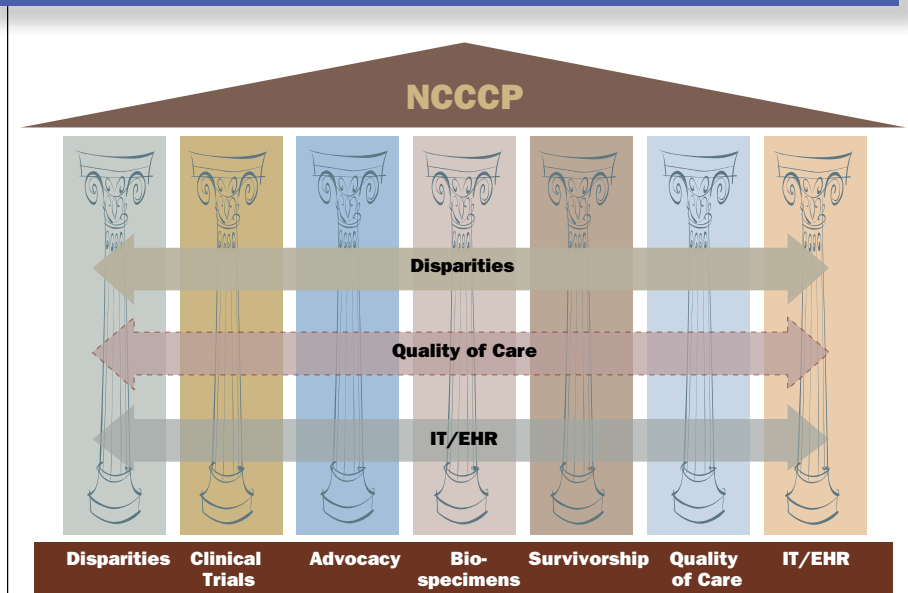 NCCCP
Disparities
Quality of Care
IT/EHR
Disparities
Clinical
Trials
Advocacy
Bio-
specimens
Survivorship
Quality
of Care
IT/EHR